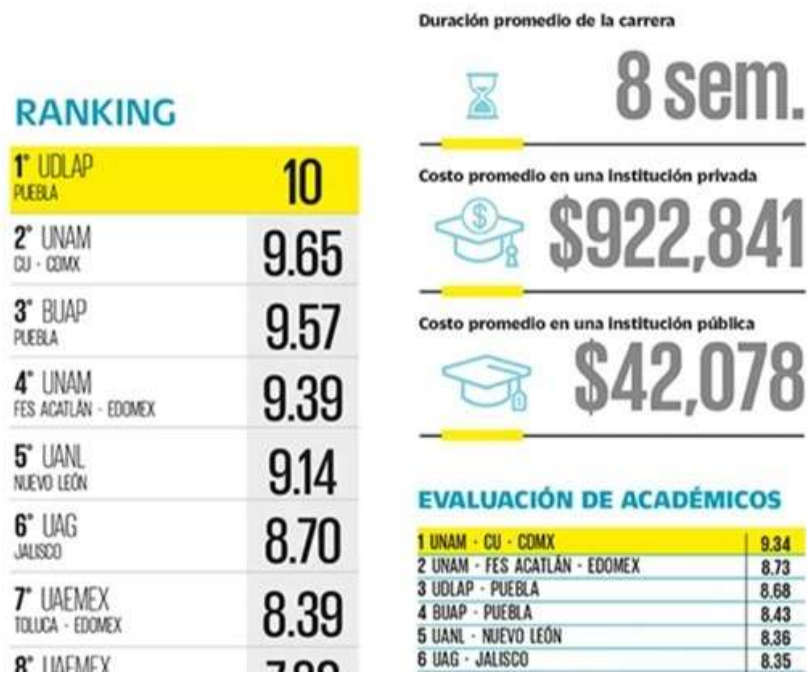 RANKING
1° UDLAP
PUEBLA
10
2° UNAM
CU - CDMX
9.65
3° BUAP
PUEBLA
9.57
4° UNAM
FES ACATLÁN - EDOMEX
9.39
5° UANL
NUEVO LEÓN
9.14
6° UAG
JALISCO
8.70
7° UAEMEX
TOLUCA - EDOMEX
8.39
8° UAEMEX
Duración promedio de la carrera
8 sem.
Costo promedio en una institución privada
$922,841
Costo promedio en una institución pública
$42,078
EVALUACIÓN DE ACADÉMICOS
1 UNAM - CU - CDMX 9.34
2 UNAM - FES ACATLÁN - EDOMEX 8.73
3 UDLAP - PUEBLA 8.68
4 BUAP - PUEBLA 8.43
5 UANL - NUEVO LEÓN 8.36
6 UAG - JALISCO 8.35